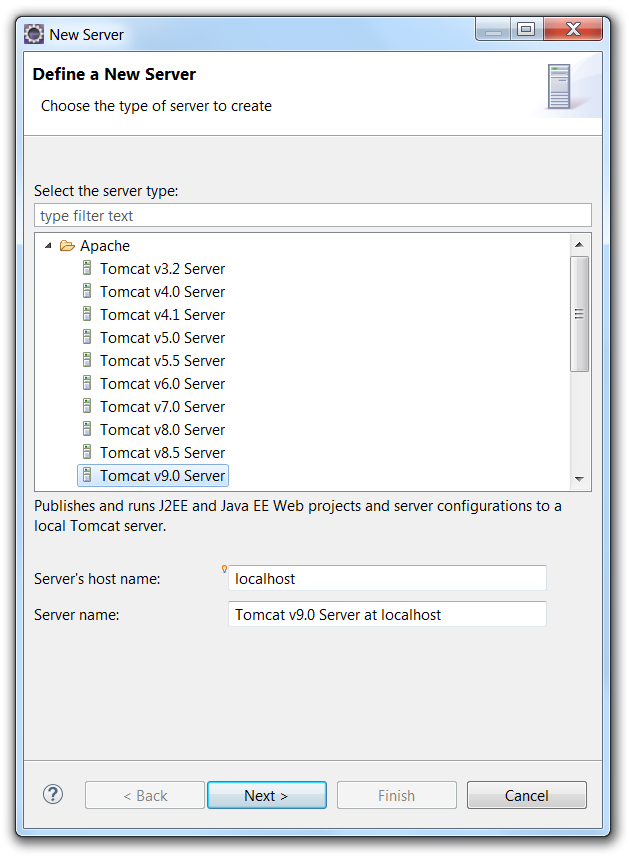 New Server
Define a New Server
Choose the type of server to create
Select the server type:
type filter text
Apache
Tomcat v3.2 Server
Tomcat v4.0 Server
Tomcat v4.1 Server
Tomcat v5.0 Server
Tomcat v5.5 Server
Tomcat v6.0 Server
Tomcat v7.0 Server
Tomcat v8.0 Server
Tomcat v8.5 Server
Tomcat v9.0 Server
Publishes and runs J2EE and Java EE Web projects and server configurations to a
local Tomcat server.
Server's host name: localhost
Server name: Tomcat v9.0 Server at localhost
? < Back Next > Finish Cancel